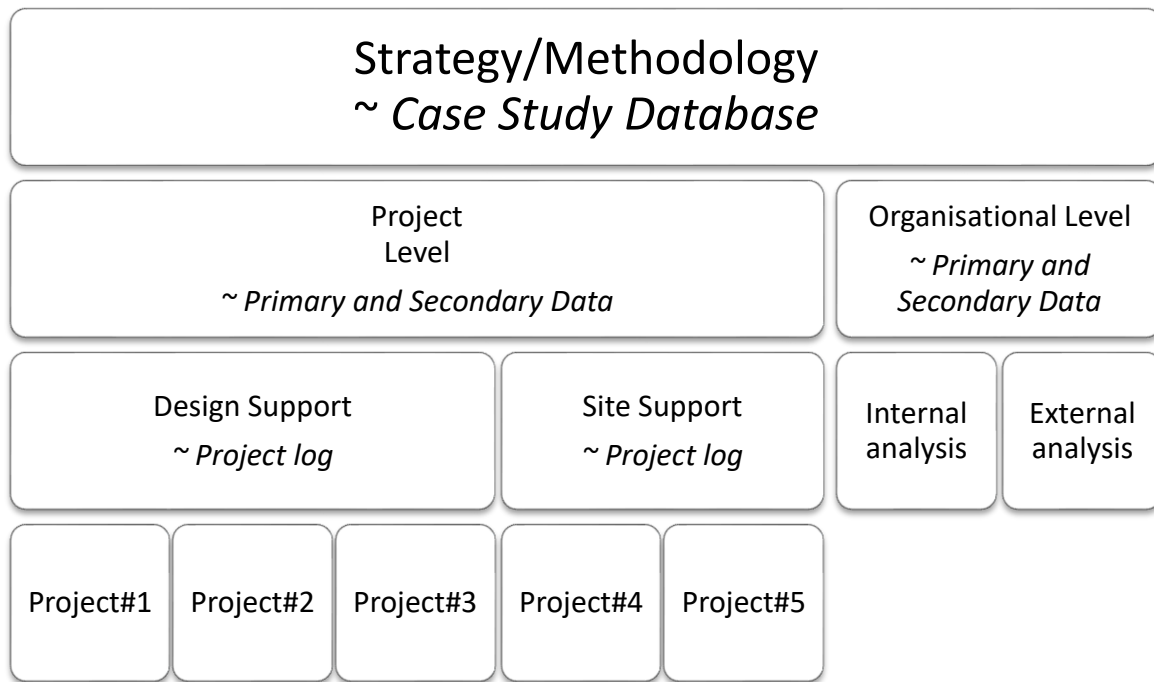 Strategy/Methodology
~ Case Study Database
Project
Level
~ Primary and Secondary Data
Organisational Level
~ Primary and
Secondary Data
Design Support
~ Project log
Site Support
~ Project log
Internal
analysis
External
analysis
Project#1
Project#2
Project#3
Project#4
Project#5